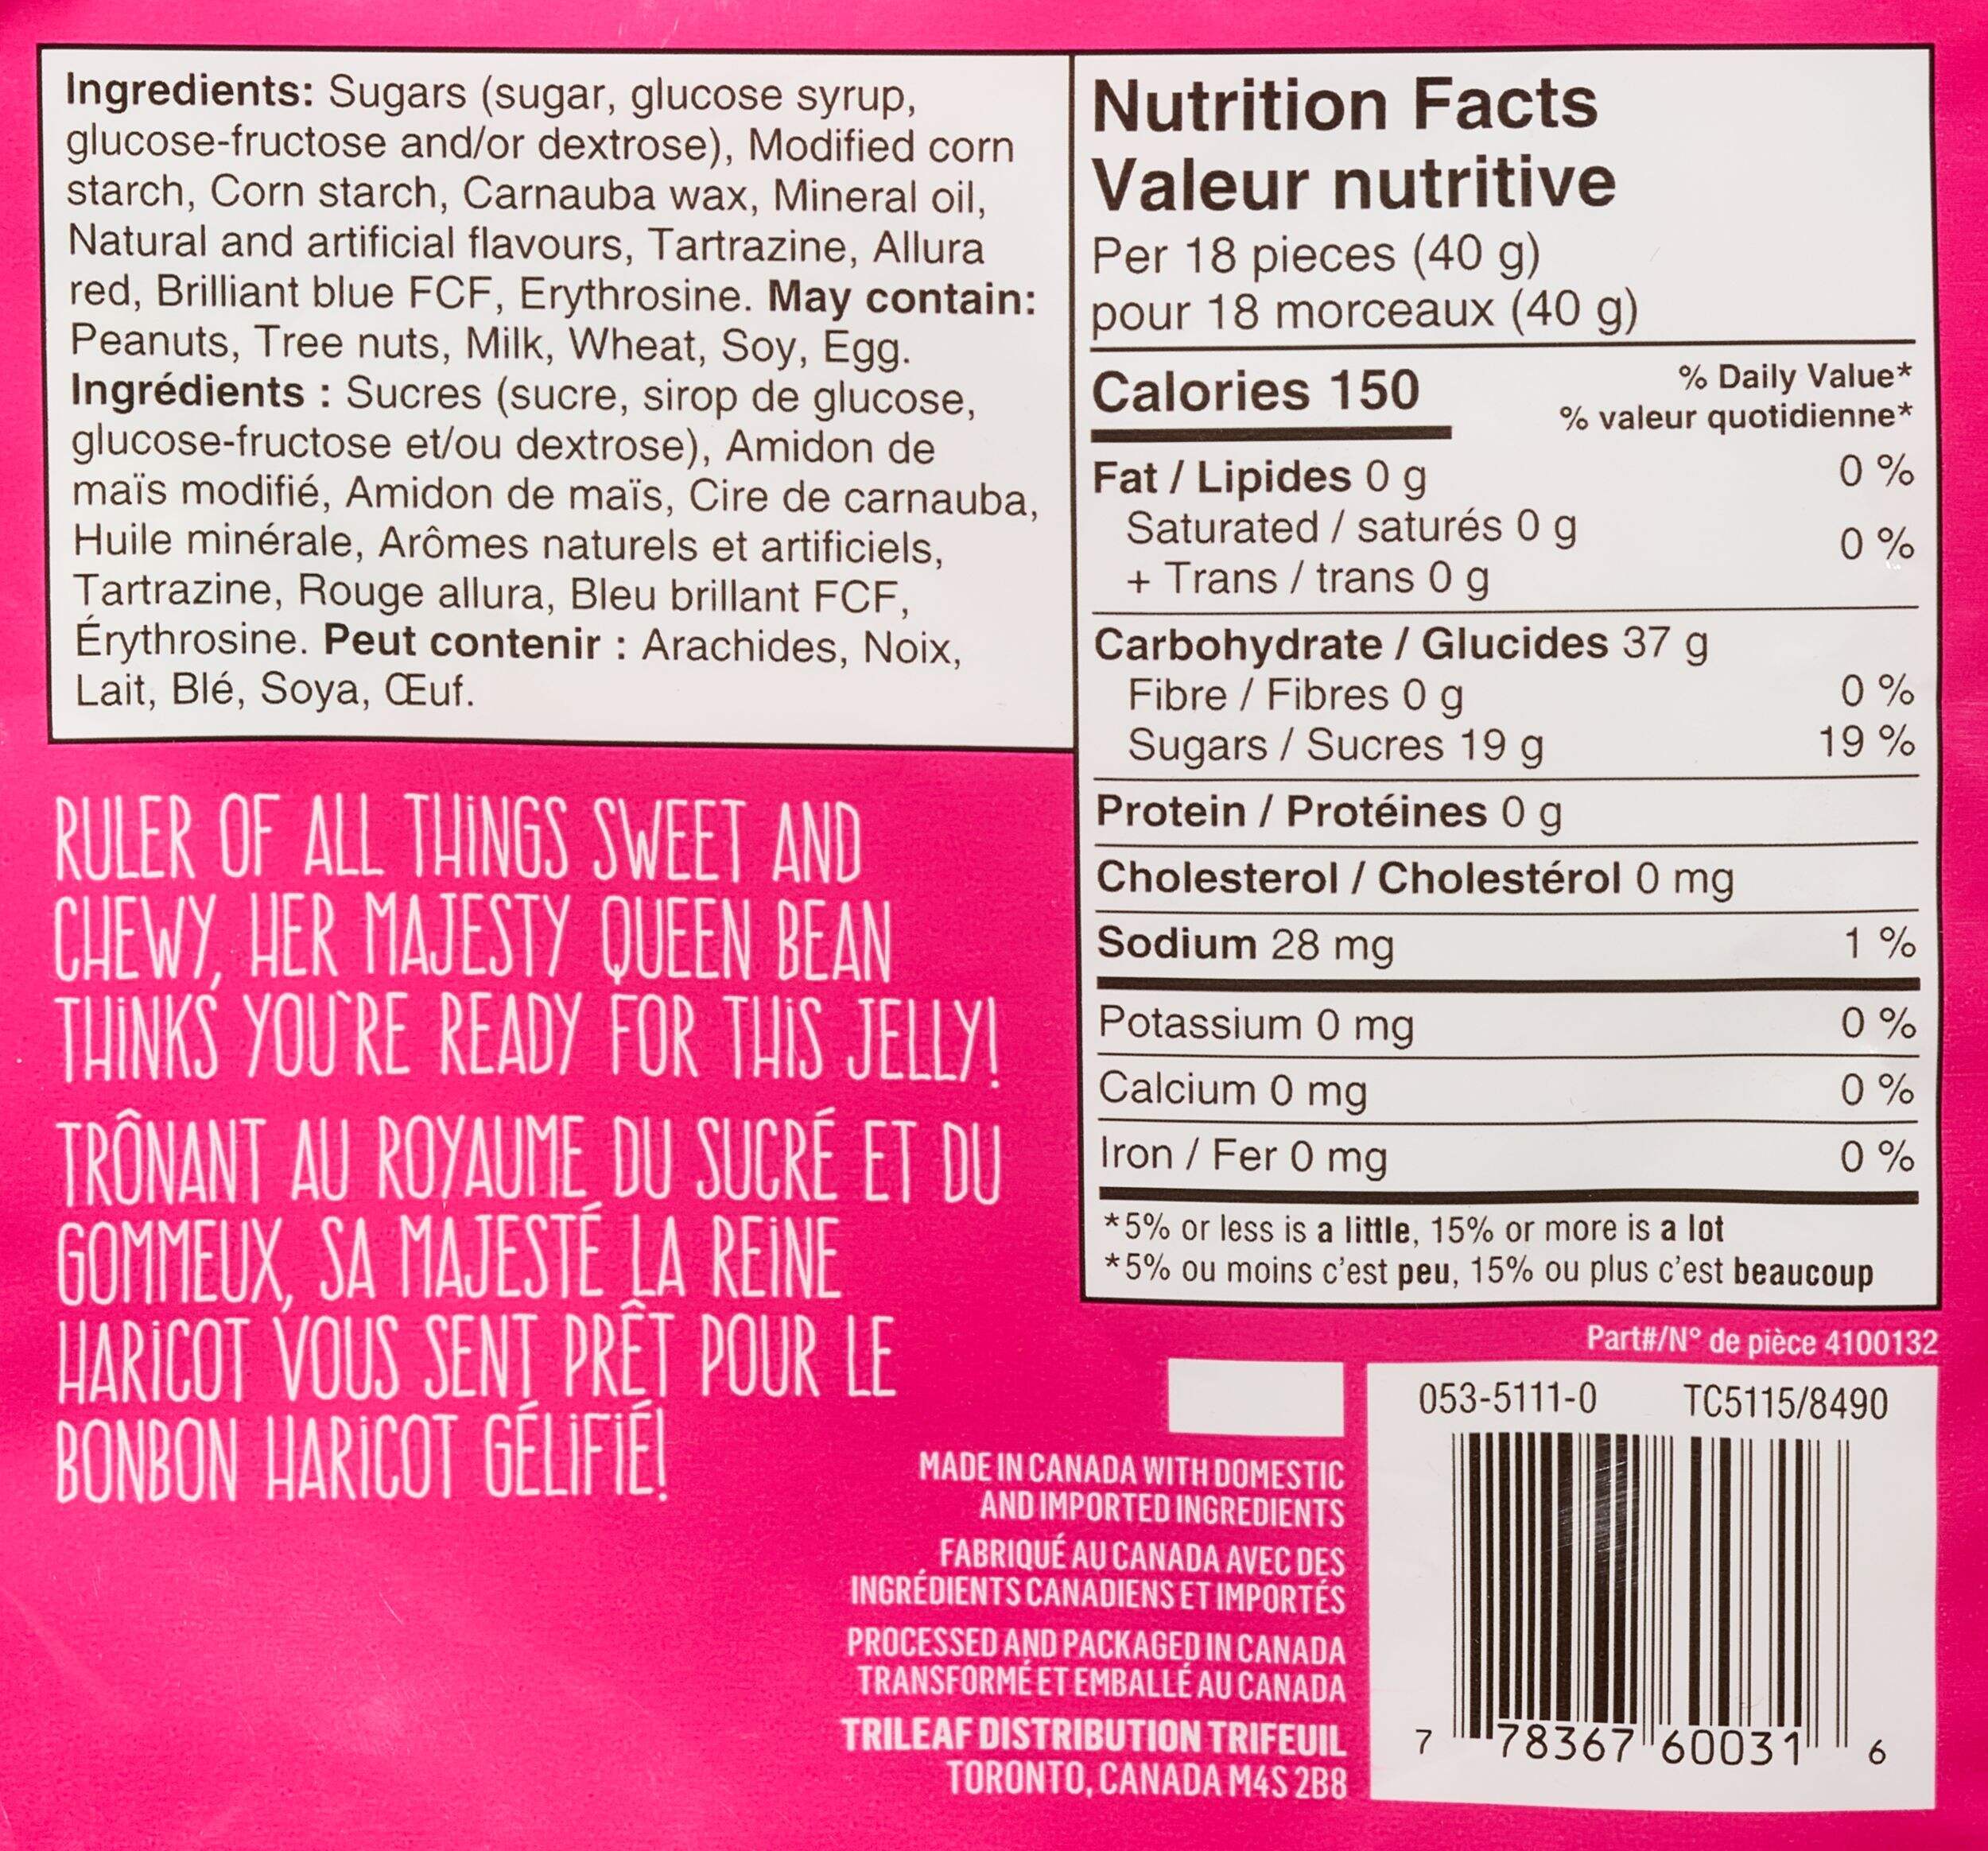 Ingredients: Sugars (sugar, glucose syrup,
glucose-fructose and/or dextrose), Modified corn
starch, Corn starch, Carnauba wax, Mineral oil,
Natural and artificial flavours, Tartrazine, Allura
red, Brilliant blue FCF, Erythrosine. May contain:
Peanuts, Tree nuts, Milk, Wheat, Soy, Egg.
Ingrédients : Sucres (sucre, sirop de glucose,
glucose-fructose et/ou dextrose), Amidon de
maïs modifié, Amidon de maïs, Cire de carnauba,
Huile minérale, Arômes naturels et artificiels,
Tartrazine, Rouge allura, Bleu brillant FCF,
Érythrosine. Peut contenir : Arachides, Noix,
Lait, Blé, Soya, Œuf.
RULER OF ALL THINGS SWEET AND
CHEWY, HER MAJESTY QUEEN BEAN
THINKS YOU'RE READY FOR THIS JELLY!
TRÔNANT AU ROYAUME DU SUCRÉ ET DU
GOMMEUX, SA MAJESTÉ LA REINE
HARICOT VOUS SENT PRÊT POUR LE
BONBON HARICOT GÉLIFIÉ!
Nutrition Facts
Valeur nutritive
Per 18 pieces (40 g)
pour 18 morceaux (40 g)
Calories 150
% Daily Value*
% valeur quotidienne*
Fat / Lipides 0 g 0 %
Saturated / saturés 0 g
+ Trans / trans 0 g 0 %
Carbohydrate / Glucides 37 g
Fibre / Fibres 0 g 0 %
Sugars / Sucres 19 g 19 %
Protein / Protéines 0 g
Cholesterol / Cholestérol 0 mg
Sodium 28 mg 1 %
Potassium 0 mg 0 %
Calcium 0 mg 0 %
Iron / Fer 0 mg 0 %
*5% or less is a little, 15% or more is a lot
*5% ou moins c'est peu, 15% ou plus c'est beaucoup
Part#/N° de pièce 4100132
053-5111-0 TC5115/8490
7 78367 60031 6
MADE IN CANADA WITH DOMESTIC
AND IMPORTED INGREDIENTS
FABRIQUÉ AU CANADA AVEC DES
INGRÉDIENTS CANADIENS ET IMPORTÉS
PROCESSED AND PACKAGED IN CANADA
TRANSFORMÉ ET EMBALLÉ AU CANADA
TRILEAF DISTRIBUTION TRIFEUIL
TORONTO, CANADA M4S 2B8